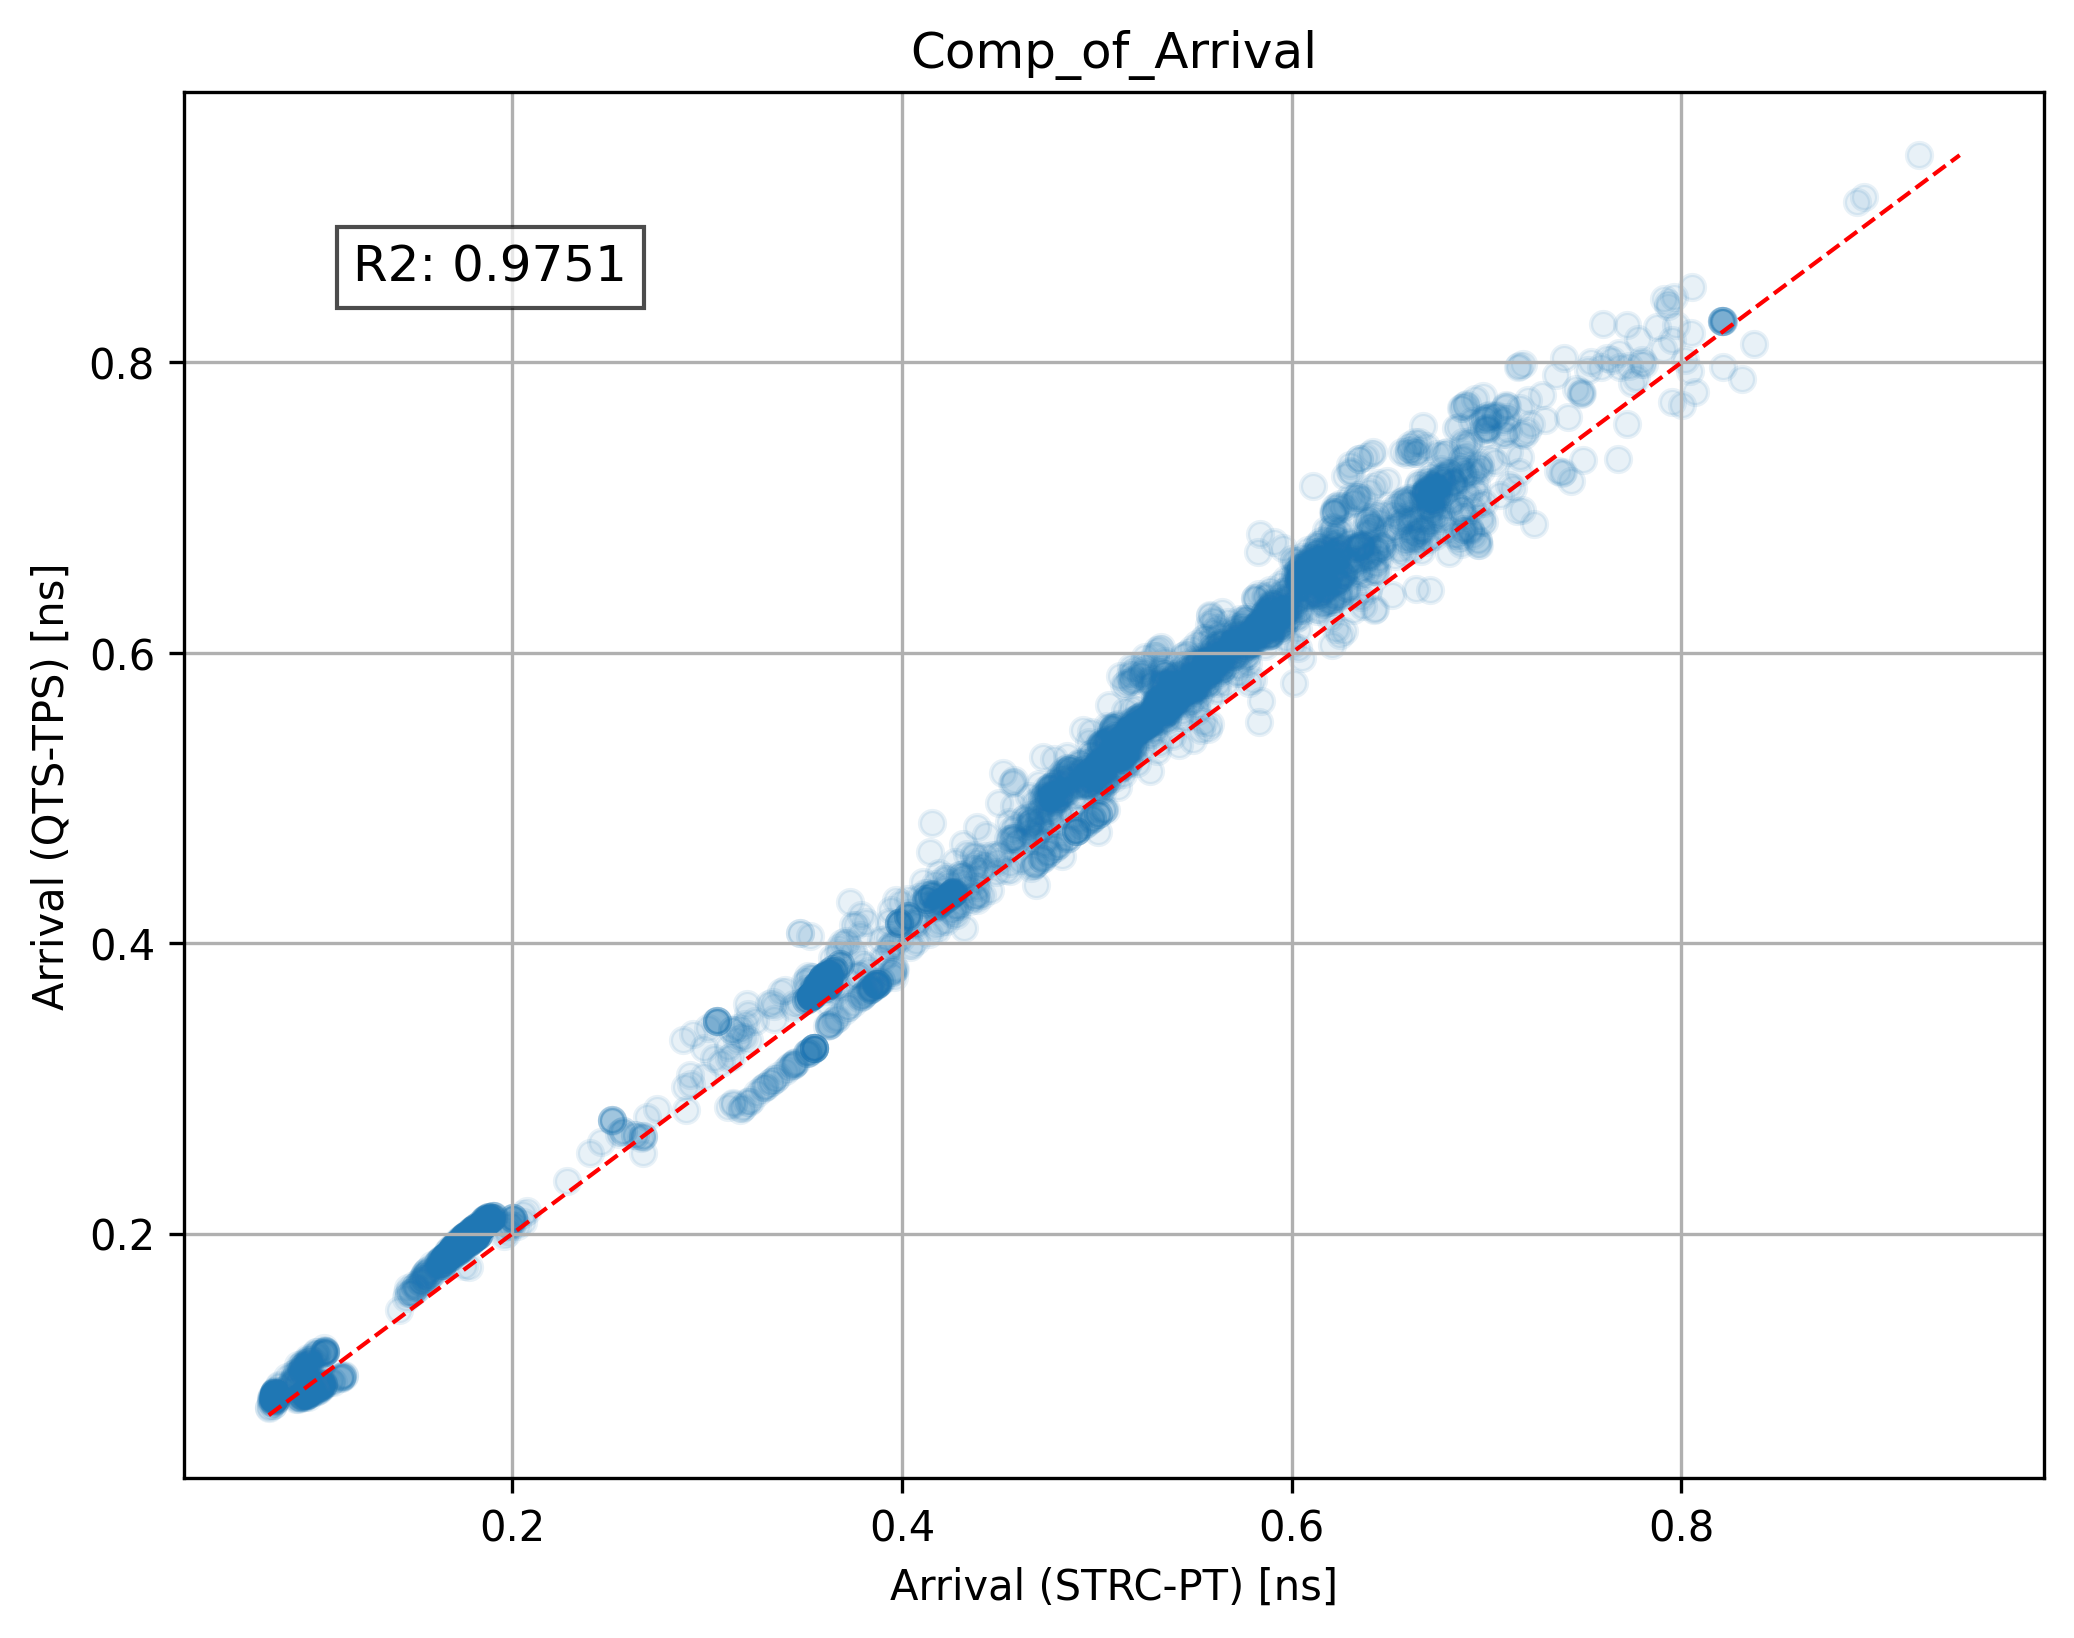 Comp_of_Arrival
R2: 0.9751
Arrival (QTS-TPS) [ns]
0.8
0.6
0.4
0.2
0.2 0.4 0.6 0.8
Arrival (STRC-PT) [ns]